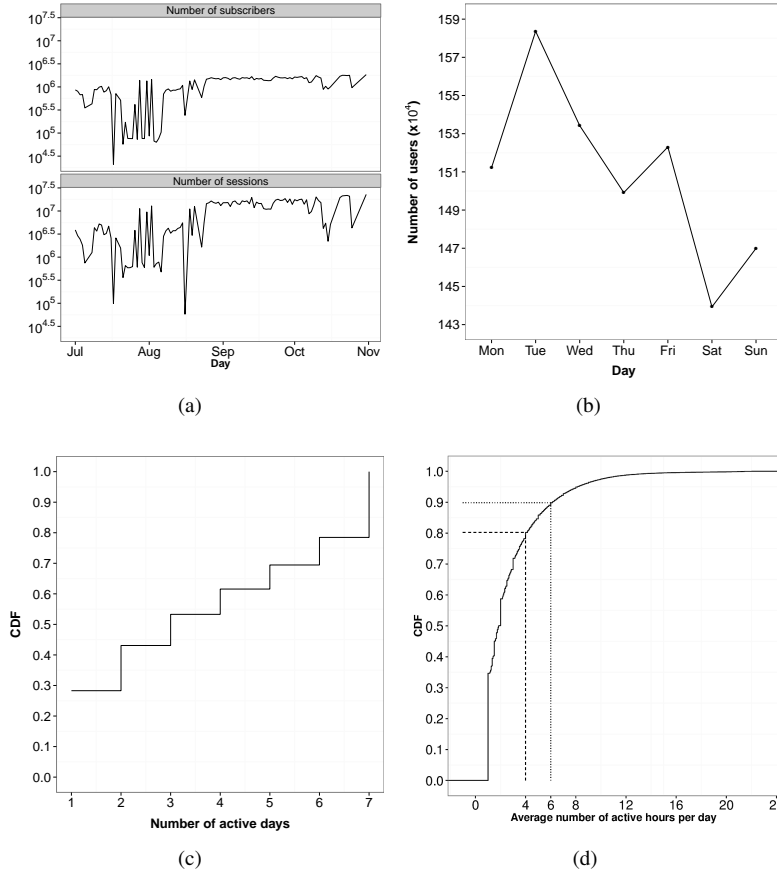 Number of subscribers
10^7.5
10^7
10^6.5
10^6
10^5.5
10^5
10^4.5
Number of sessions
10^7.5
10^7
10^6.5
10^6
10^5.5
10^5
10^4.5
Jul Aug Sep Oct Nov
Day
(a)
Number of users (x10^4)
159
157
155
153
151
149
147
145
143
Mon Tue Wed Thu Fri Sat Sun
Day
(b)
CDF
1.0
0.9
0.8
0.7
0.6
0.5
0.4
0.3
0.2
0.1
0.0
1 2 3 4 5 6 7
Number of active days
(c)
CDF
1.0
0.9
0.8
0.7
0.6
0.5
0.4
0.3
0.2
0.1
0.0
0 4 6 8 12 16 20
Average number of active hours per day
(d)